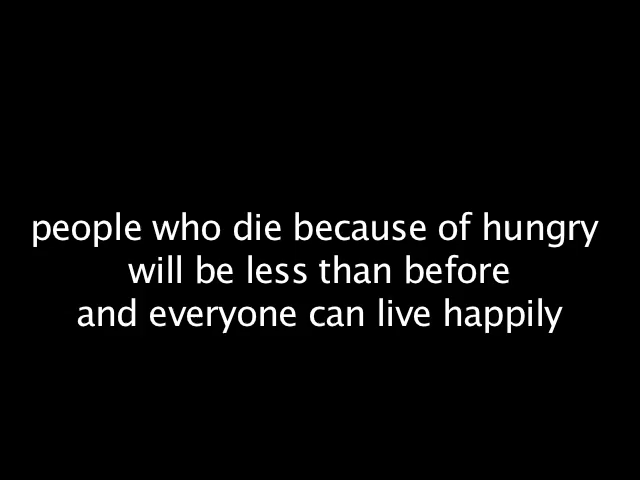 people who die because of hungry
will be less than before
and everyone can live happily